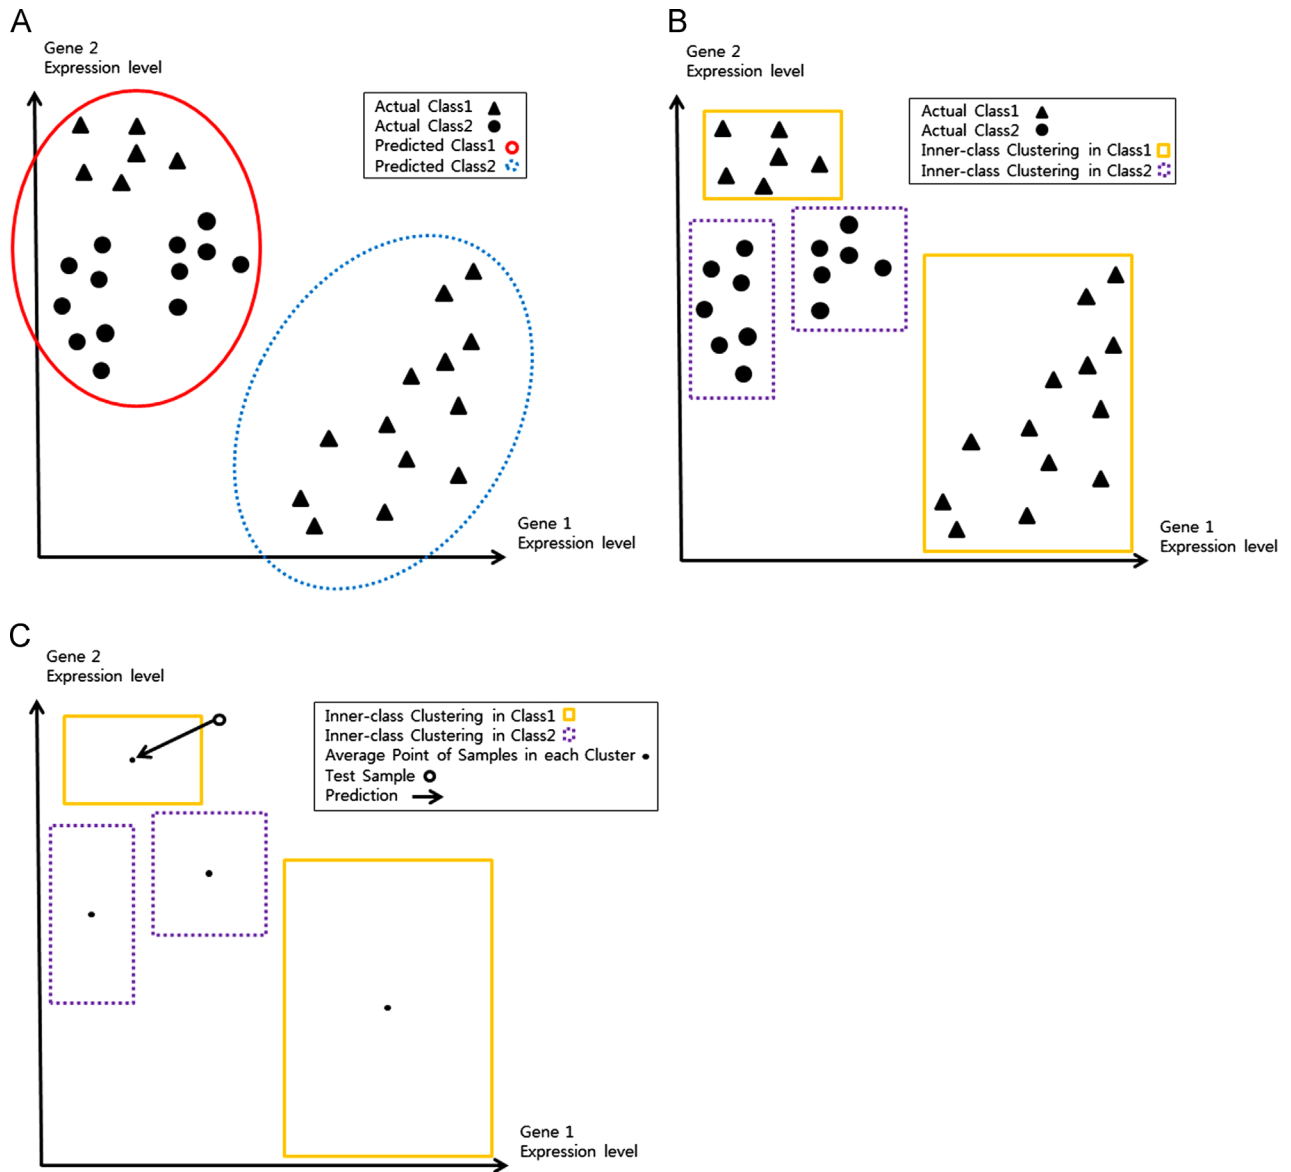 A
Gene 2
Expression level
Actual Class1
Actual Class2
Predicted Class1
Predicted Class2
Gene 1
Expression level
B
Gene 2
Expression level
Actual Class1
Actual Class2
Inner-class Clustering in Class1
Inner-class Clustering in Class2
Gene 1
Expression level
C
Gene 2
Expression level
Inner-class Clustering in Class1
Inner-class Clustering in Class2
Average Point of Samples in each Cluster
Test Sample
Prediction
Gene 1
Expression level